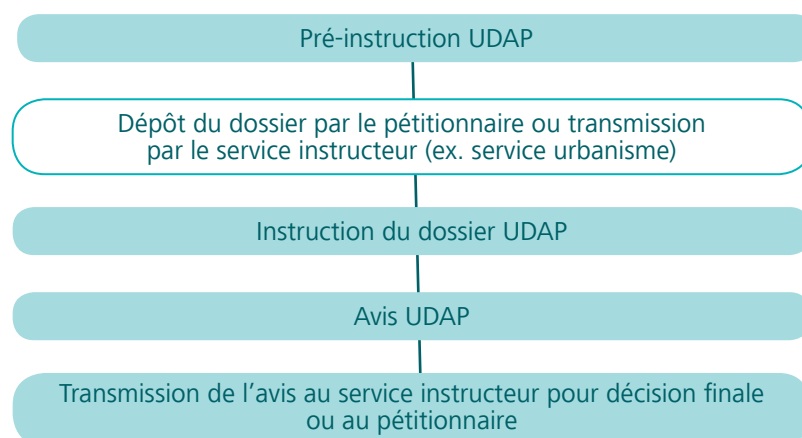 Pré-instruction UDAP
Dépôt du dossier par le pétitionnaire ou transmission
par le service instructeur (ex. service urbanisme)
Instruction du dossier UDAP
Avis UDAP
Transmission de l’avis au service instructeur pour décision finale
ou au pétitionnaire